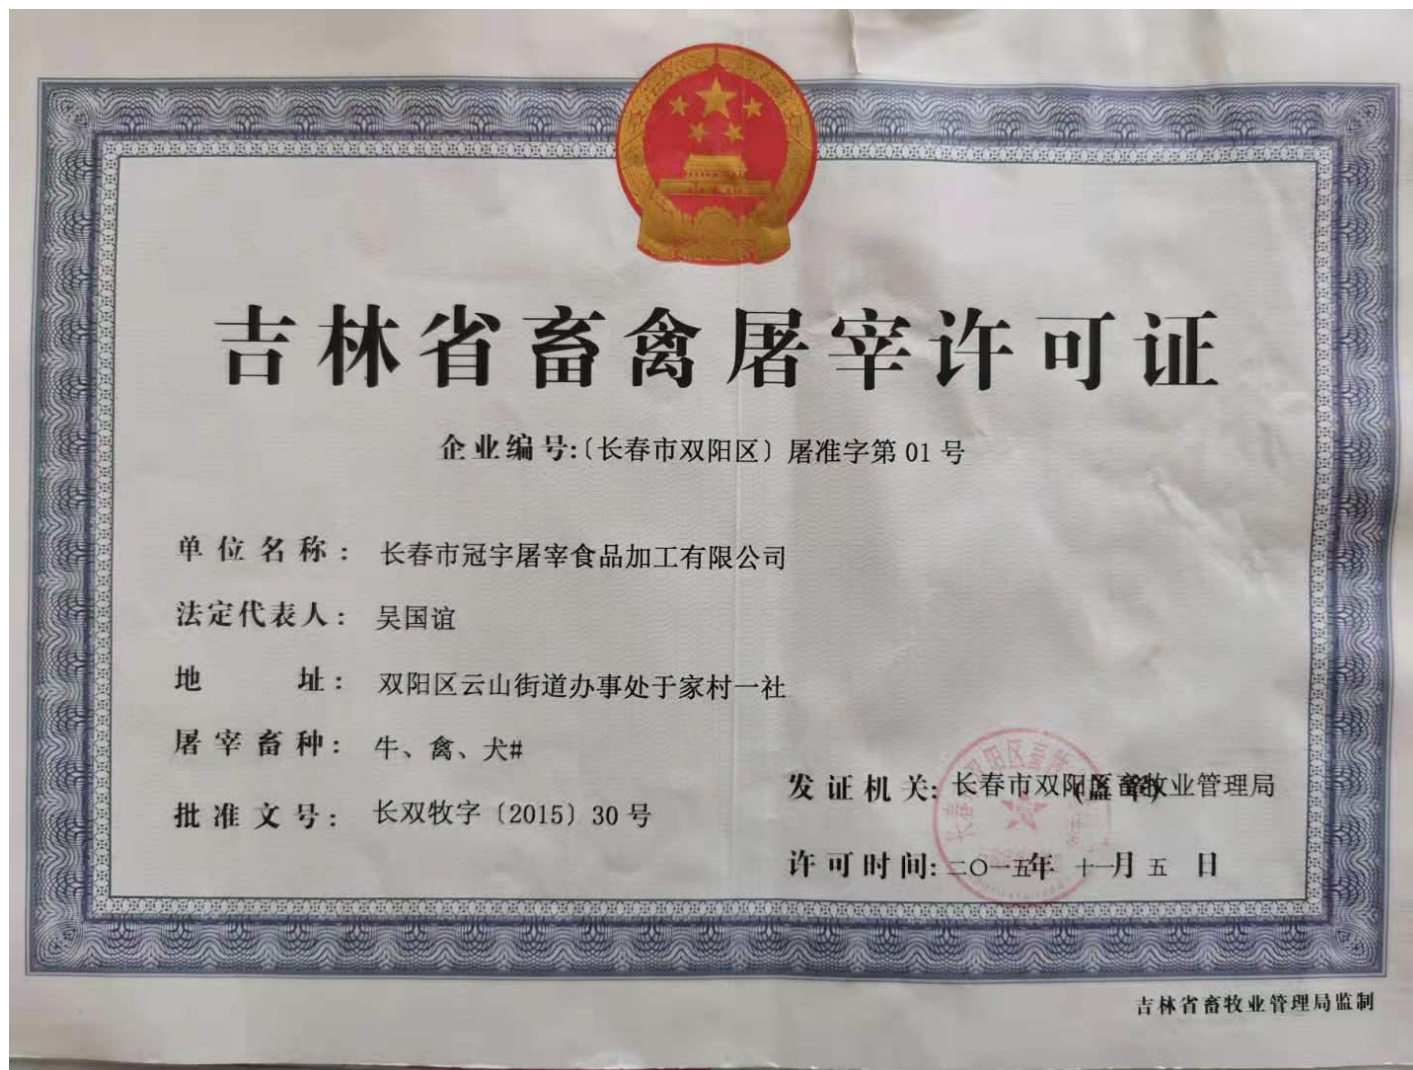 吉林省畜禽屠宰许可证
企业编号:〔长春市双阳区〕屠准字第 01 号
单位名称: 长春市冠宇屠宰食品加工有限公司
法定代表人: 吴国谊
地 址: 双阳区云山街道办事处于家村一社
屠宰畜种: 牛、禽、犬#
批准文号: 长双牧字〔2015〕30 号
发证机关: 长春市双阳区畜牧业管理局
(盖章)
许可时间: 二〇一五年 十一月 五 日
吉林省畜牧业管理局监制